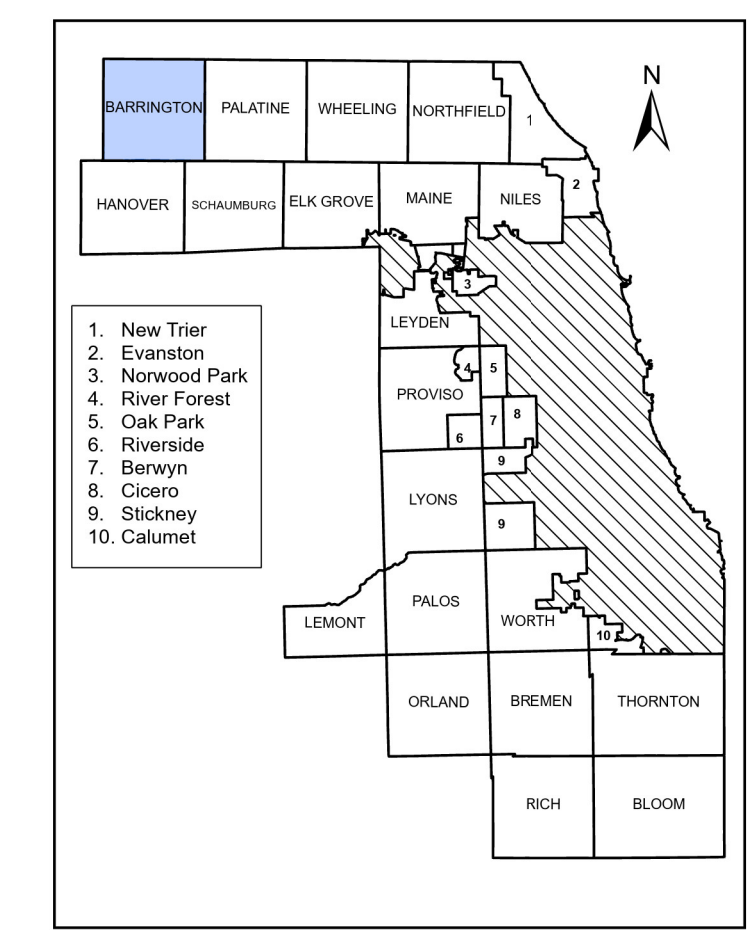 N
BARRINGTON PALATINE WHEELING NORTHFIELD 1
HANOVER SCHAUMBURG ELK GROVE MAINE NILES 2
3
LEYDEN
4 5
PROVISO
7 8
6
9
LYONS
9
1. New Trier
2. Evanston
3. Norwood Park
4. River Forest
5. Oak Park
6. Riverside
7. Berwyn
8. Cicero
9. Stickney
10. Calumet
PALOS
LEMONT WORTH 10
ORLAND BREMEN THORNTON
RICH BLOOM